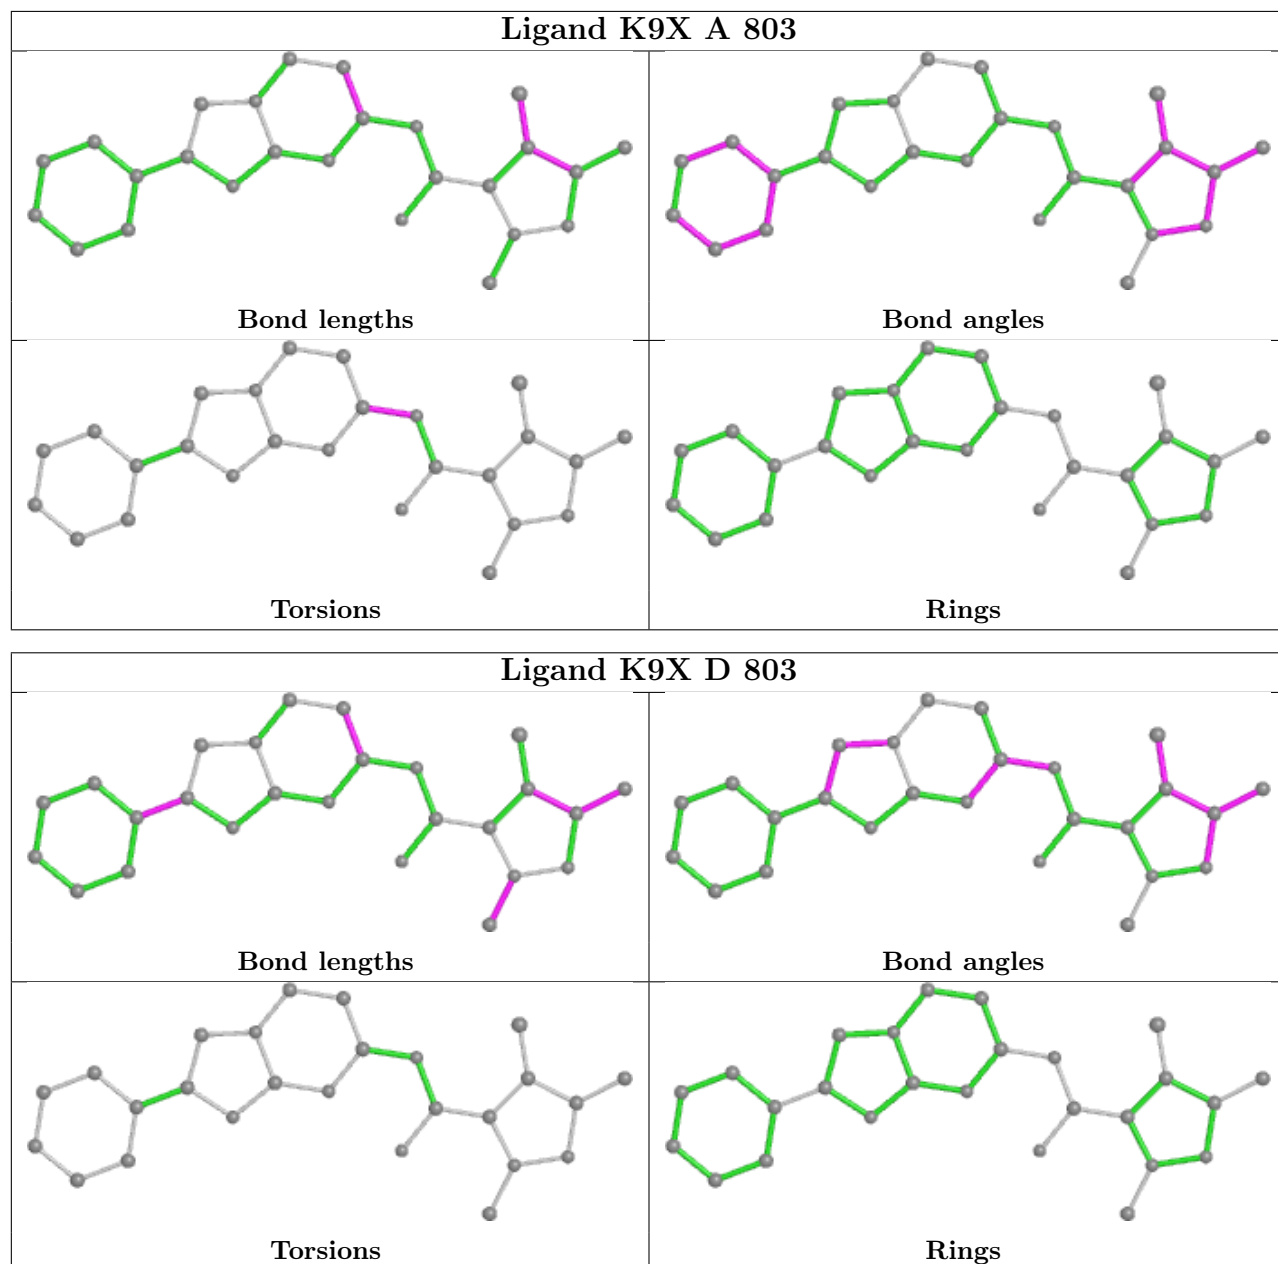 Ligand K9X A 803
Bond lengths
Bond angles
Torsions
Rings
Ligand K9X D 803
Bond lengths
Bond angles
Torsions
Rings